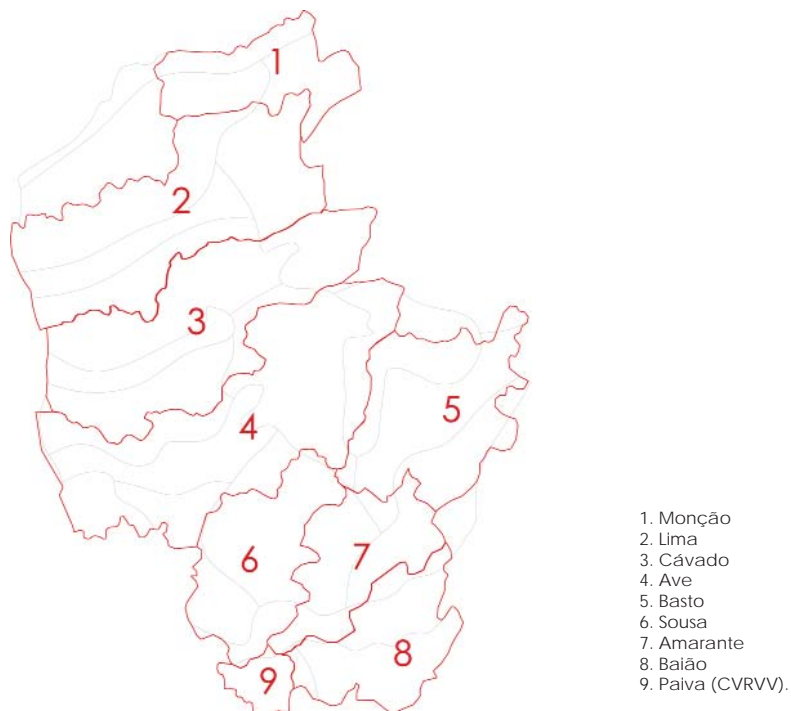 1
2
3
4
5
6
7
8
9
1. Monção
2. Lima
3. Cávado
4. Ave
5. Basto
6. Sousa
7. Amarante
8. Baião
9. Paiva (CVRVV).